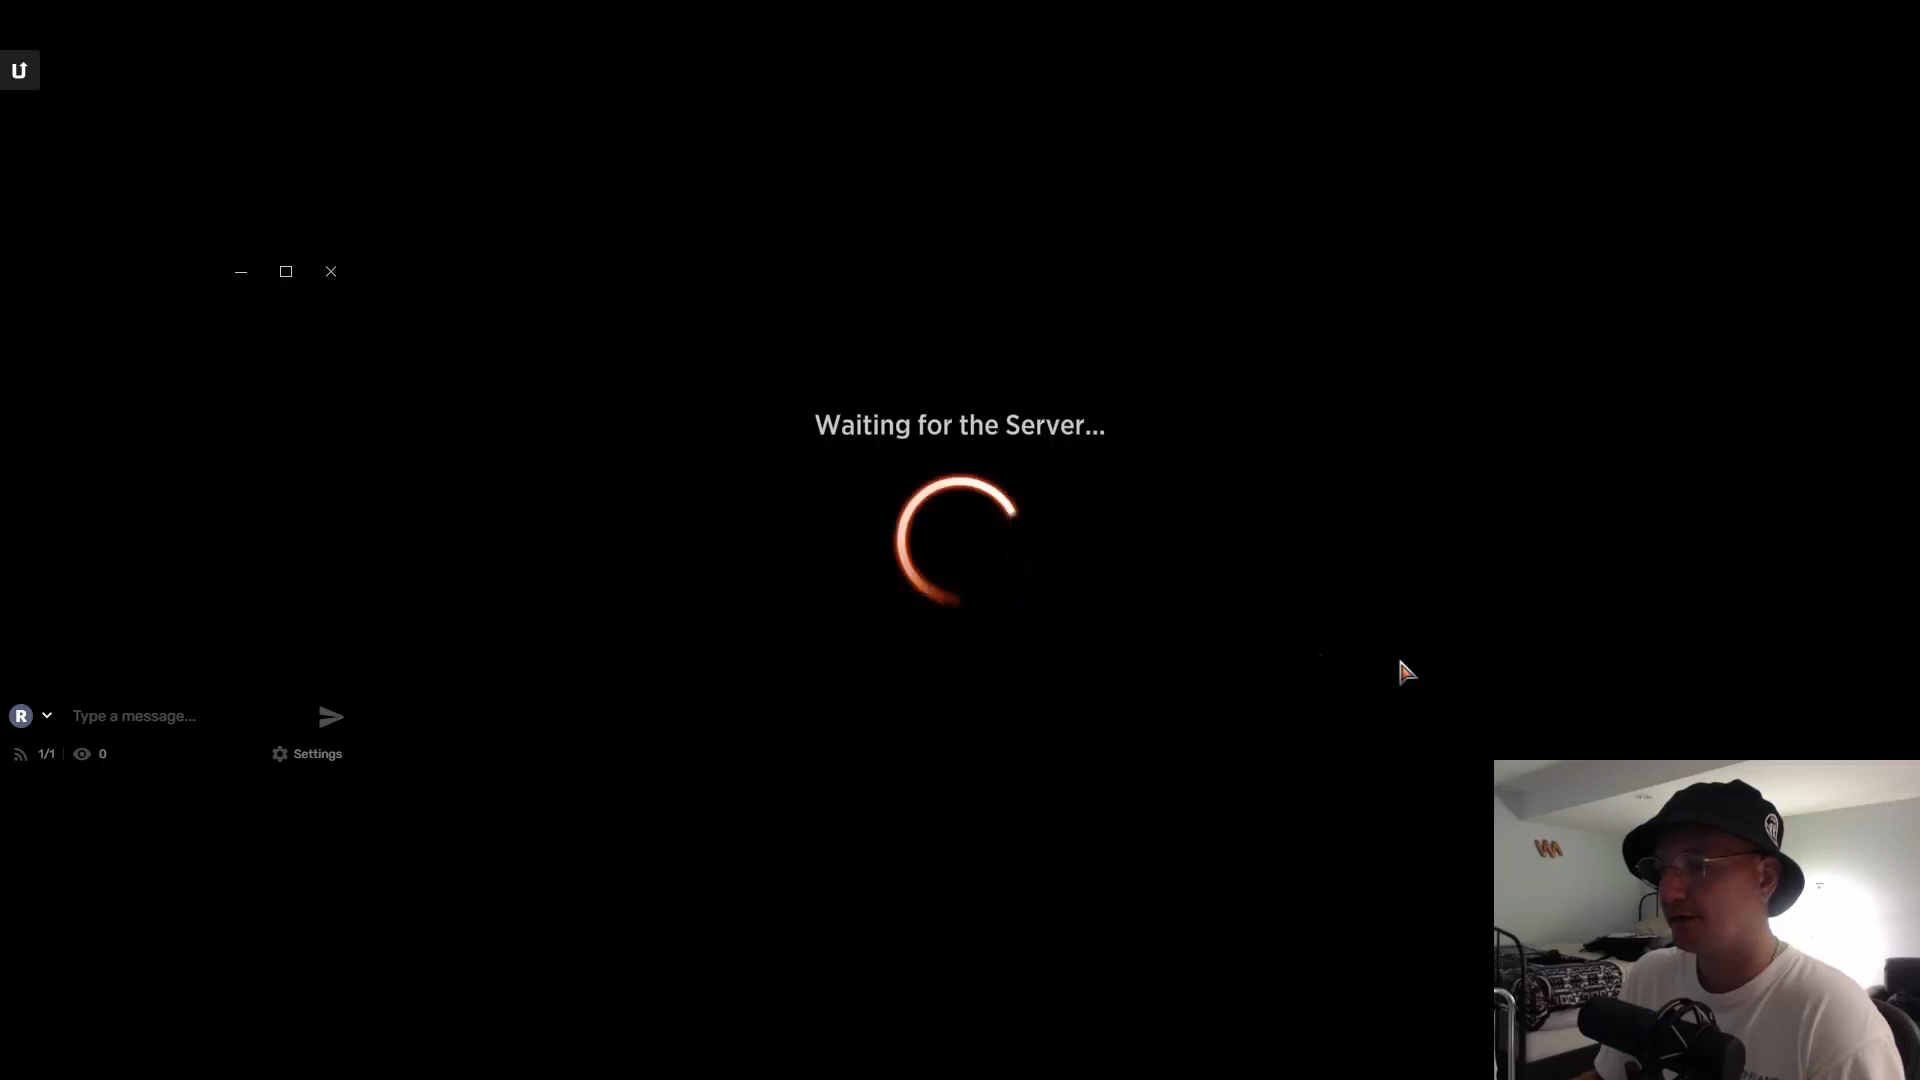 Waiting for the Server...
R
Type a message...
1/1
0
Settings